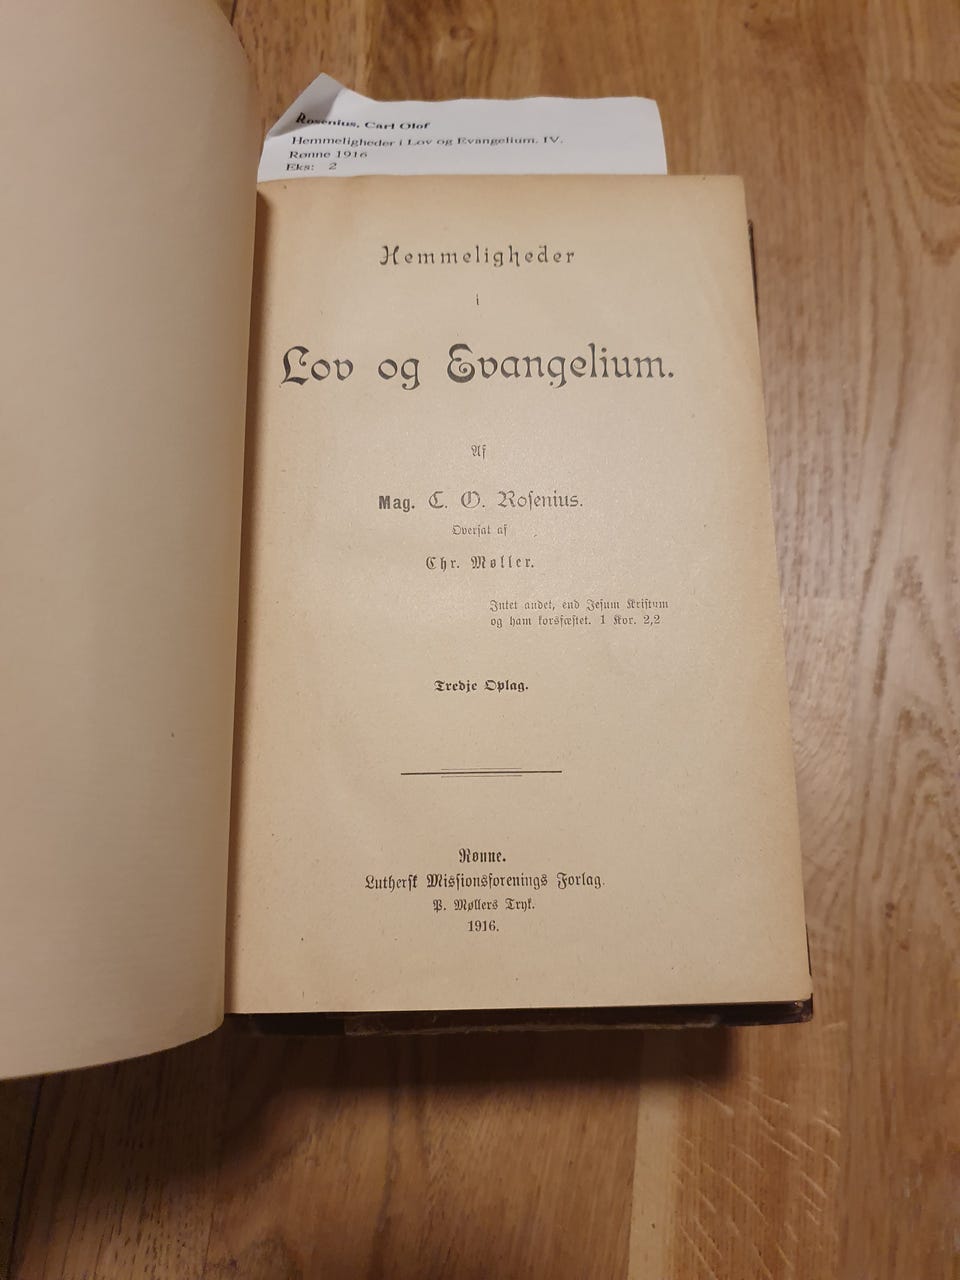 Rosenius, Carl Olof
Hemmeligheder i Lov og Evangelium. IV.
Rønne 1916
Eks: 2
Hemmeligheder
i
Lov og Evangelium.
Af
Mag. C. O. Roſenius.
Overſat af
Chr. Møller.
Intet andet, end Jeſum Kriſtum
og ham korsfæſtet. 1 Kor. 2,2
Tredje Oplag.
Rønne.
Lutherſk Misſionsforenings Forlag.
P. Møllers Tryk.
1916.